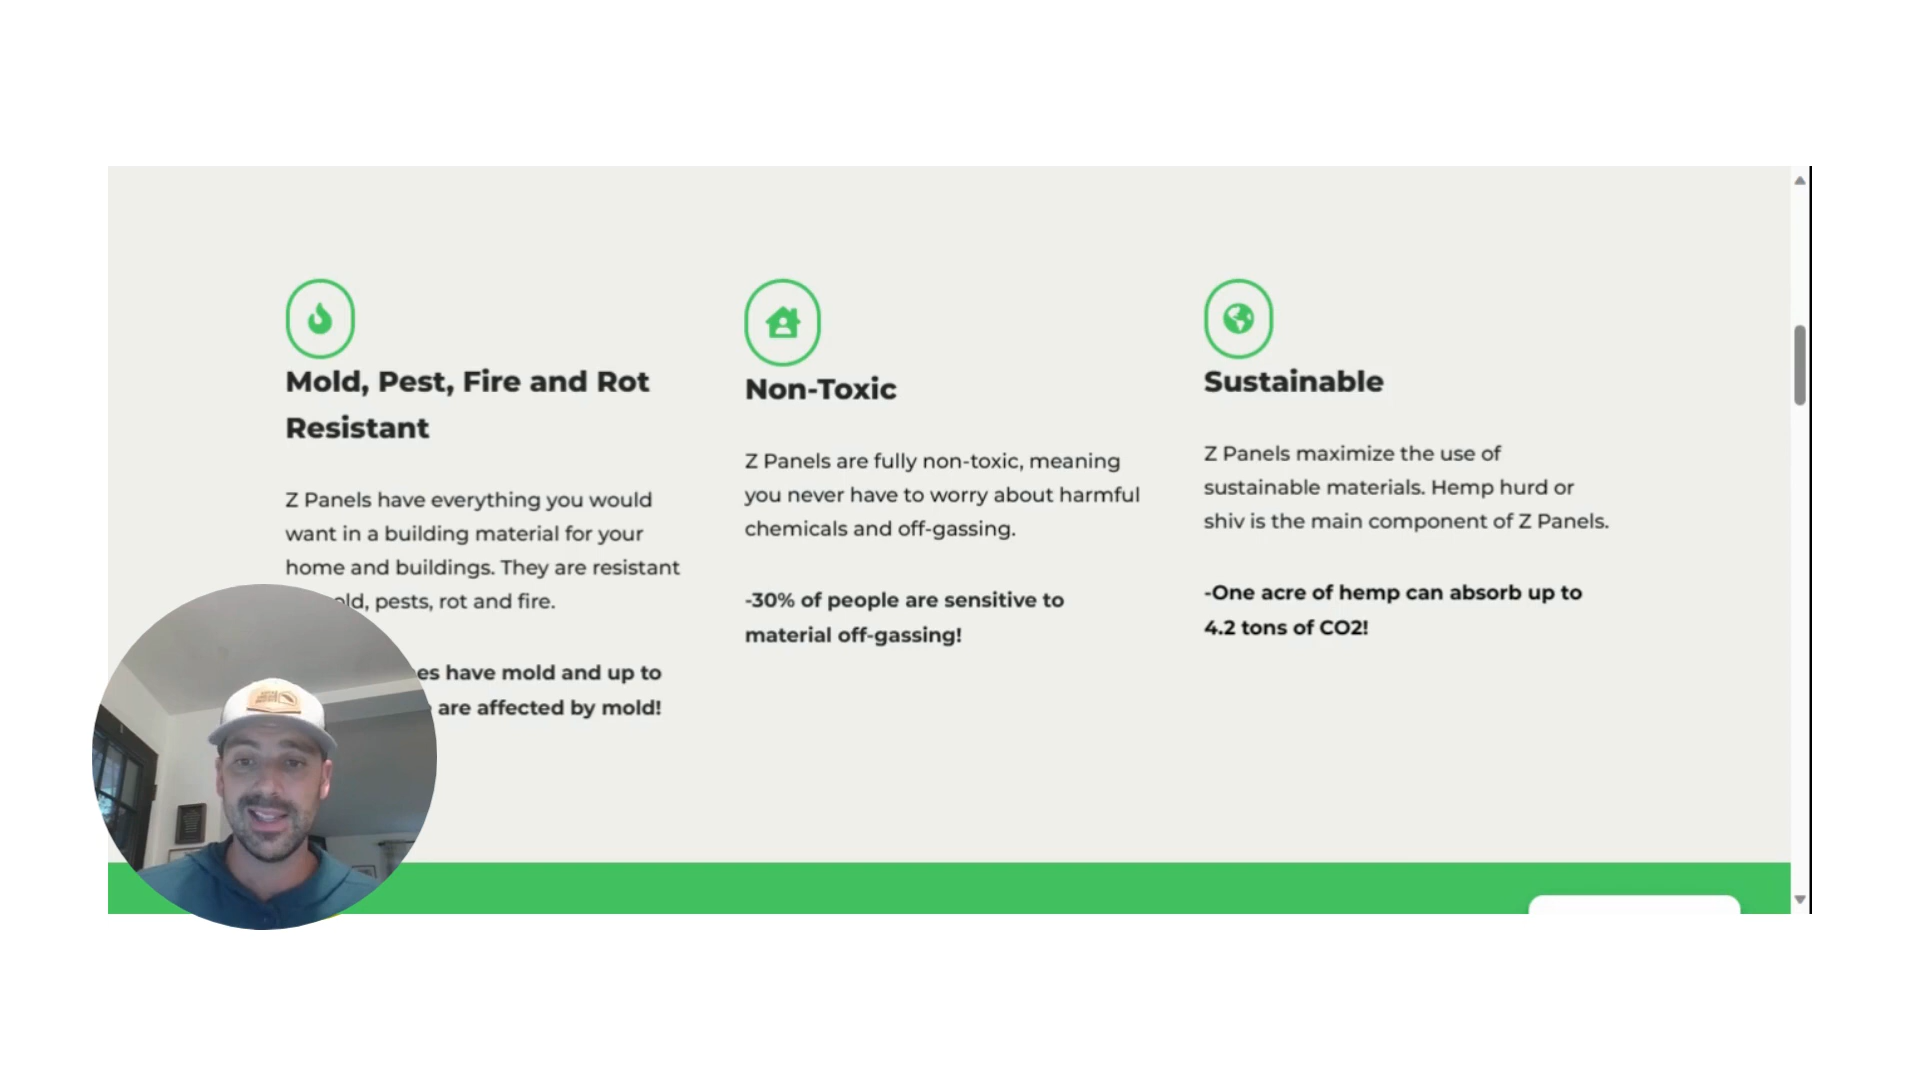 Mold, Pest, Fire and Rot
Resistant
Z Panels have everything you would
want in a building material for your
home and buildings. They are resistant
pests, rot and fire.
have mold and up to
are affected by mold!
Non-Toxic
Z Panels are fully non-toxic, meaning
you never have to worry about harmful
chemicals and off-gassing.
-30% of people are sensitive to
material off-gassing!
Sustainable
Z Panels maximize the use of
sustainable materials. Hemp hurd or
shiv is the main component of Z Panels.
-One acre of hemp can absorb up to
4.2 tons of CO2!